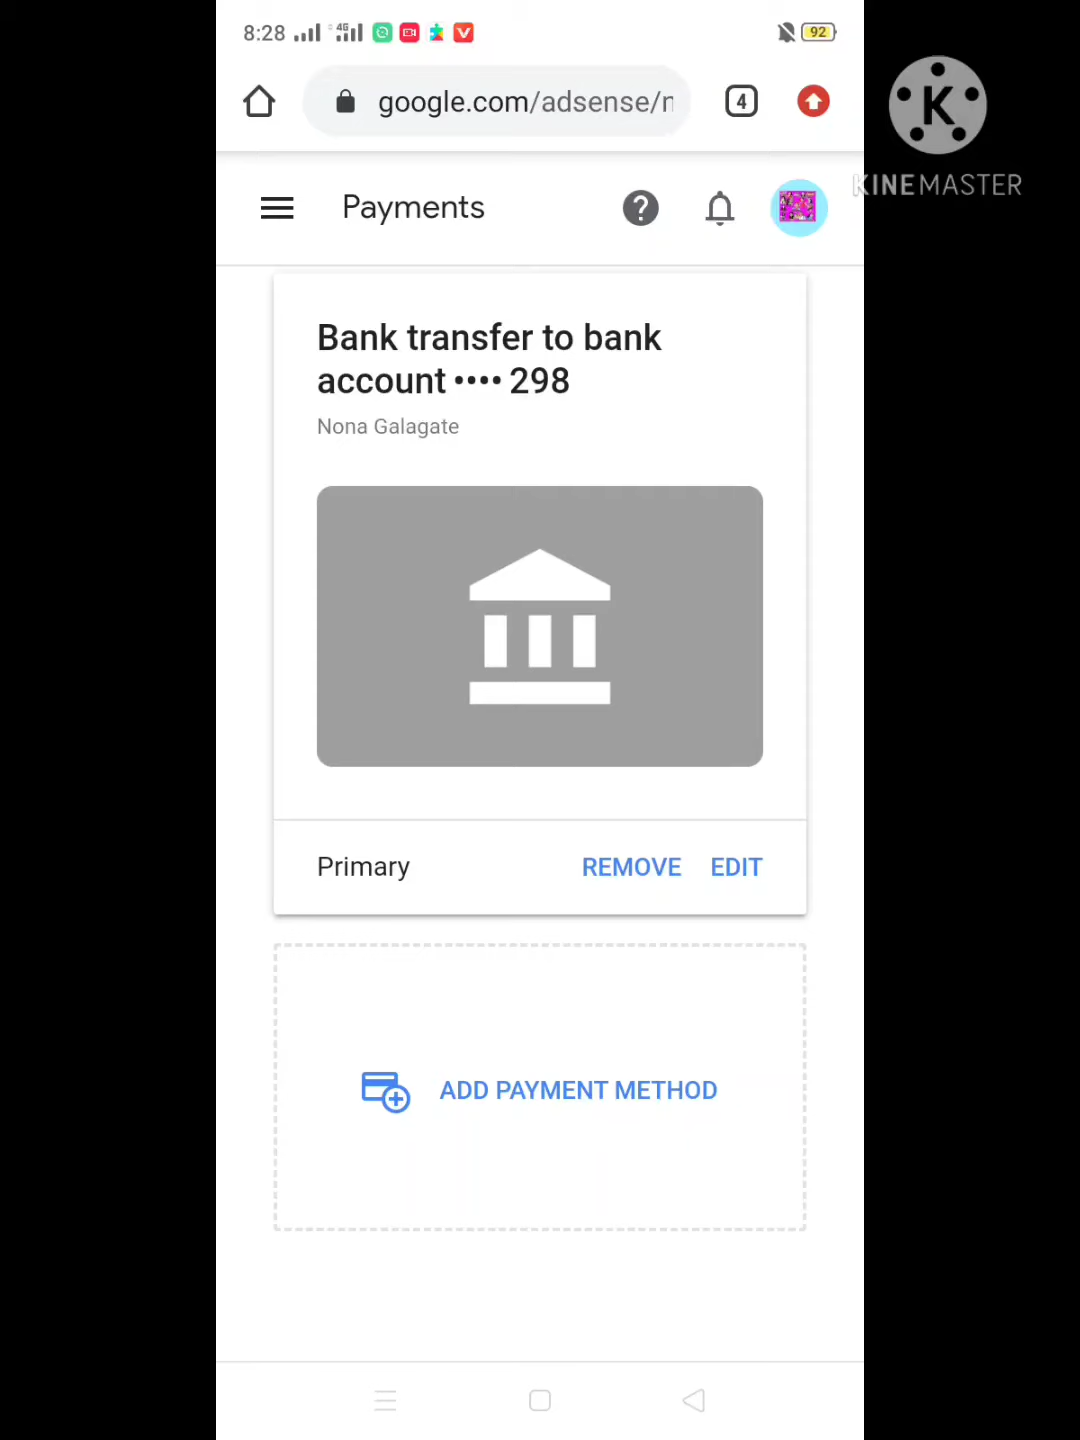 8:28
4G
92
google.com/adsense/
4
K
KINEMASTER
Payments
Bank transfer to bank
account •••• 298
Nona Galagate
Primary
REMOVE EDIT
ADD PAYMENT METHOD